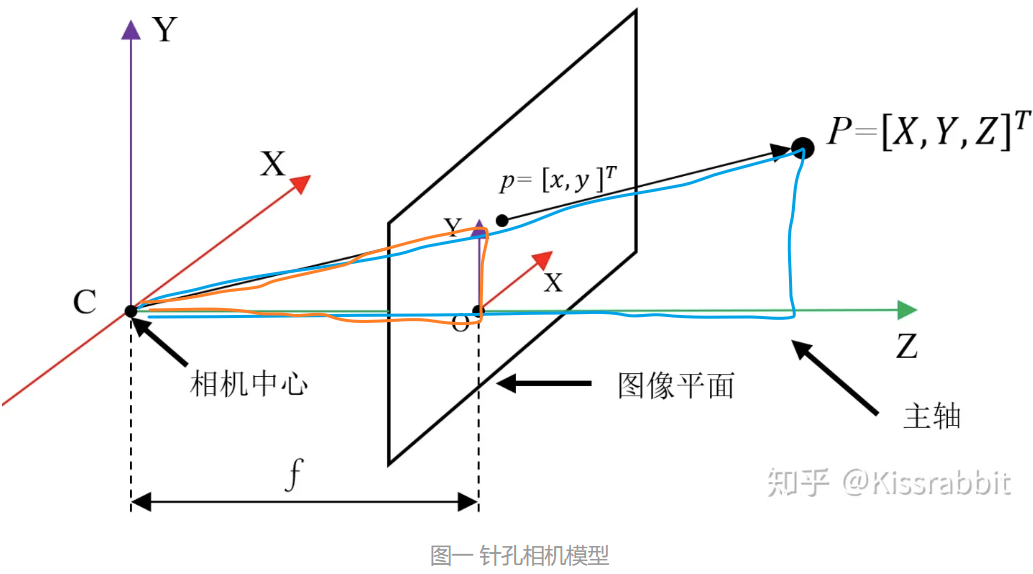 Y
X
P=[X, Y, Z]^T
p= [x, y ]^T
Y
X
C
O
Z
相机中心
图像平面
主轴
f
知乎 @Kissrabbit
图一 针孔相机模型